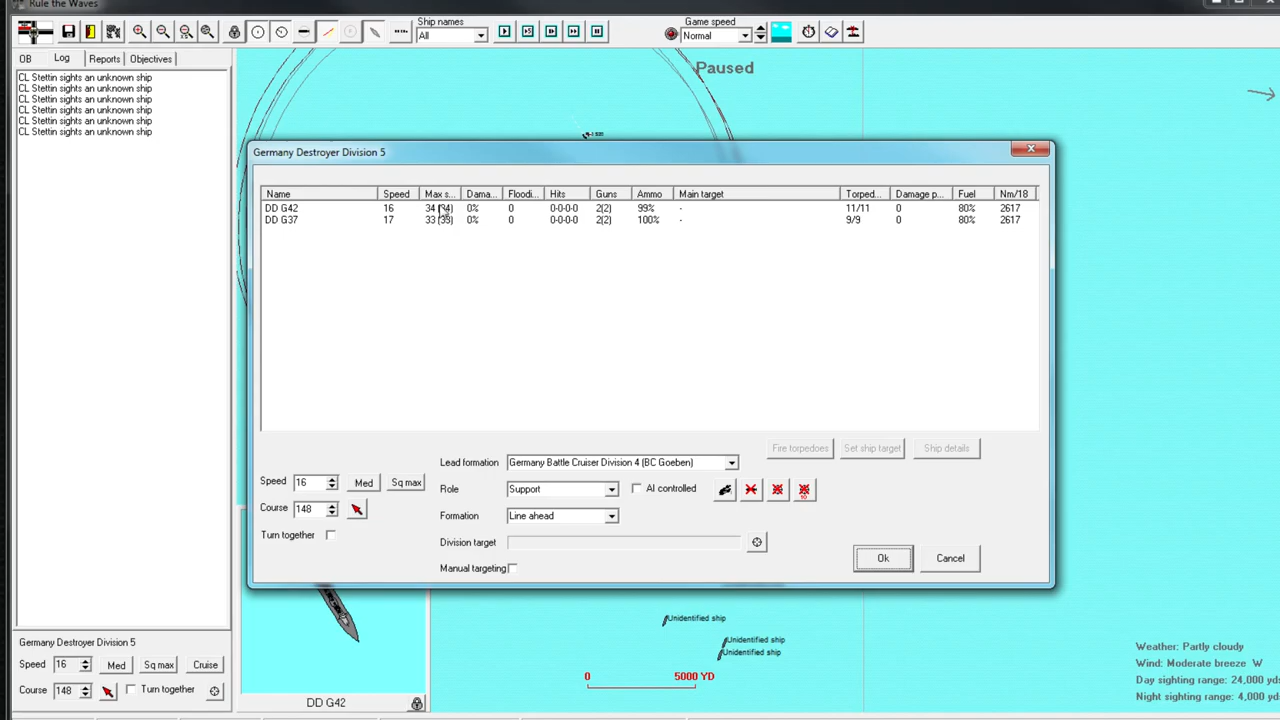 Rule the Waves
Ship names
All
Game speed
Normal
OB Log Reports Objectives
CL Stettin sights an unknown ship
CL Stettin sights an unknown ship
CL Stettin sights an unknown ship
CL Stettin sights an unknown ship
CL Stettin sights an unknown ship
CL Stettin sights an unknown ship
Paused
Germany Destroyer Division 5
Name Speed Max s... Dama... Floodi... Hits Guns Ammo Main target Torped... Damage p... Fuel Nm/18
DD G42 16 34 (34) 0% 0 0-0-0-0 2(2) 99% - 11/11 0 80% 2617
DD G37 17 33 (33) 0% 0 0-0-0-0 2(2) 100% - 9/9 0 80% 2617
Fire torpedoes Set ship target Ship details
Lead formation Germany Battle Cruiser Division 4 (BC Goeben)
Speed 16 Med Sq max
Role Support AI controlled
Course 148
Formation Line ahead
Turn together
Division target
Manual targeting
Ok Cancel
Unidentified ship
Unidentified ship
Unidentified ship
Germany Destroyer Division 5
Speed 16 Med Sq max Cruise
Course 148 Turn together
DD G42
0 5000 YD
Weather: Partly cloudy
Wind: Moderate breeze W
Day sighting range: 24,000 yds
Night sighting range: 4,000 yds